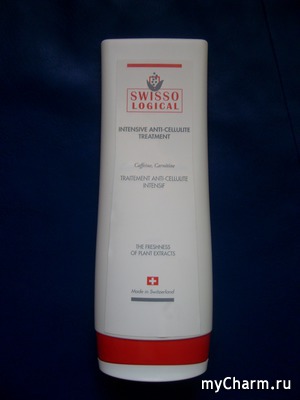 SWISSO
LOGICAL
INTENSIVE ANTI-CELLULITE
TREATMENT
Caffeine, Carnitine
TRAITEMENT ANTI-CELLULITE
INTENSIF
THE FRESHNESS
OF PLANT EXTRACTS
Made in Switzerland
myCharm.ru